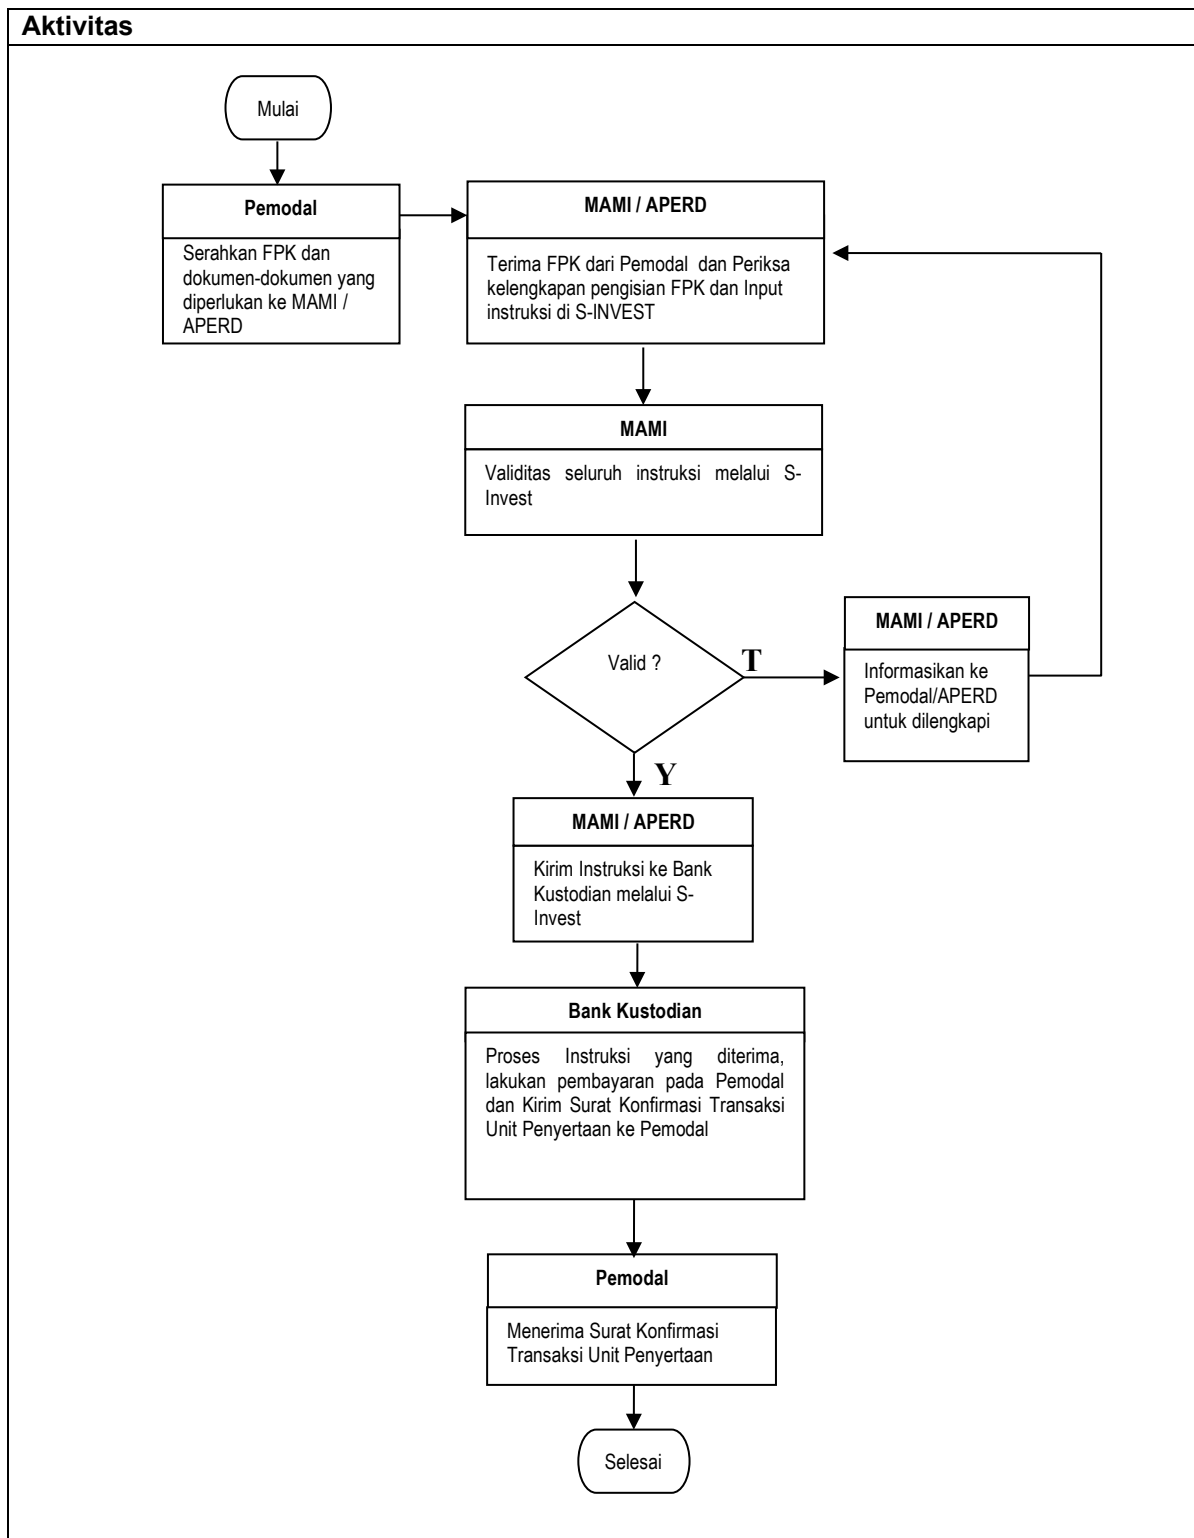 Aktivitas
Mulai
Pemodal
Serahkan FPK dan
dokumen-dokumen yang
diperlukan ke MAMI /
APERD
MAMI / APERD
Terima FPK dari Pemodal dan Periksa
kelengkapan pengisian FPK dan Input
instruksi di S-INVEST
MAMI
Validitas seluruh instruksi melalui S-
Invest
Valid ?
T
MAMI / APERD
Informasikan ke
Pemodal/APERD
untuk dilengkapi
Y
MAMI / APERD
Kirim Instruksi ke Bank
Kustodian melalui S-
Invest
Bank Kustodian
Proses Instruksi yang diterima,
lakukan pembayaran pada Pemodal
dan Kirim Surat Konfirmasi Transaksi
Unit Penyertaan ke Pemodal
Pemodal
Menerima Surat Konfirmasi
Transaksi Unit Penyertaan
Selesai